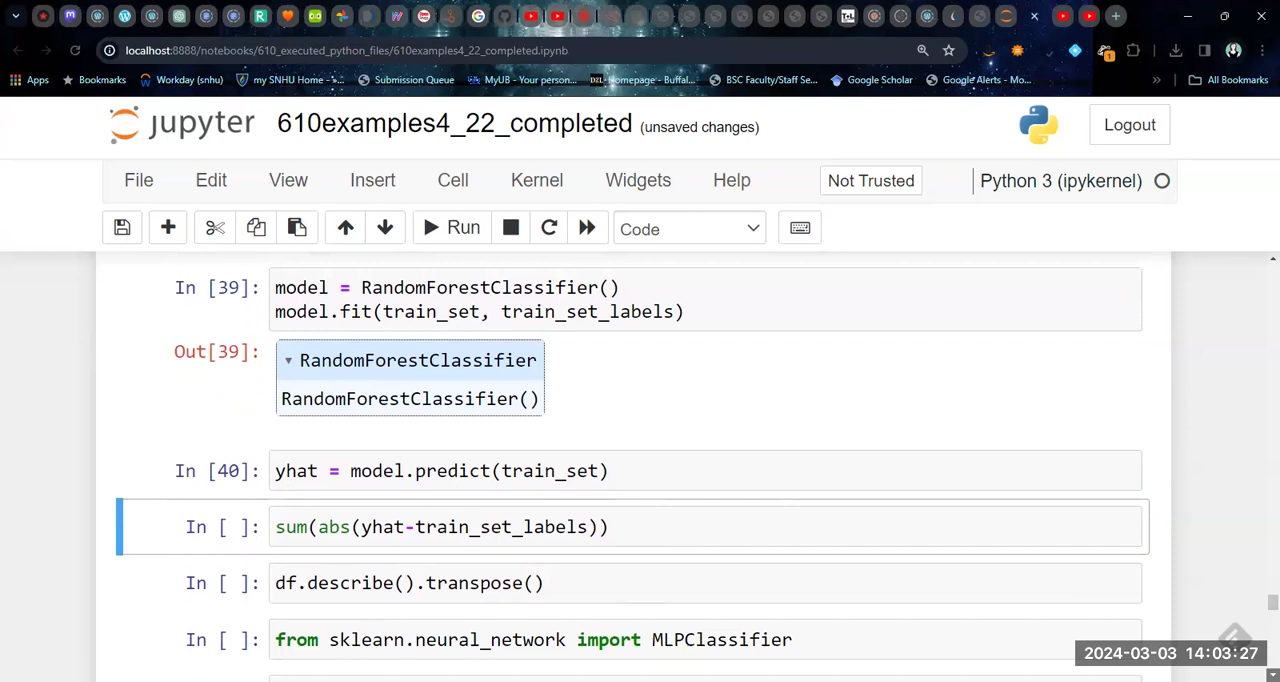 localhost:8888/notebooks/610_executed_python_files/610examples4_22_completed.ipynb
Apps Bookmarks Workday (snhu) my SNHU Home -... Submission Queue MyUB - Your person... D2L Homepage - Buffal... BSC Faculty/Staff Se... Google Scholar Google Alerts - Mo... » All Bookmarks
jupyter 610examples4_22_completed (unsaved changes) Logout
File Edit View Insert Cell Kernel Widgets Help Not Trusted Python 3 (ipykernel)
Run Code
In [39]: model = RandomForestClassifier()
model.fit(train_set, train_set_labels)
Out[39]: RandomForestClassifier
RandomForestClassifier()
In [40]: yhat = model.predict(train_set)
In [ ]: sum(abs(yhat-train_set_labels))
In [ ]: df.describe().transpose()
In [ ]: from sklearn.neural_network import MLPClassifier
2024-03-03 14:03:27